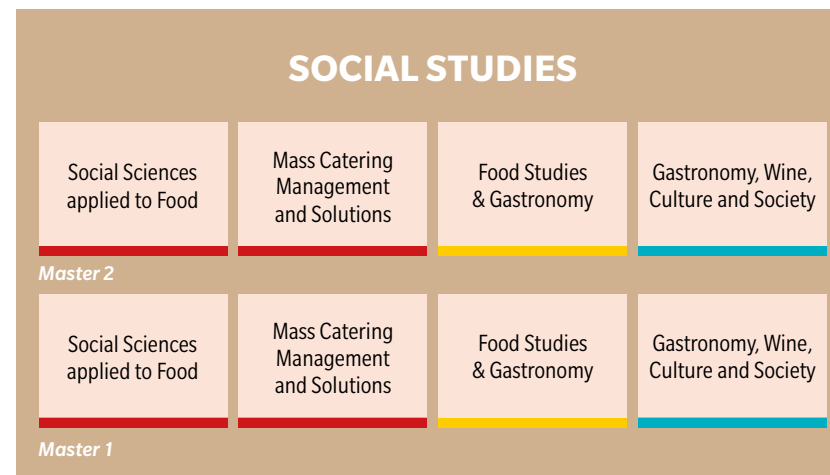 SOCIAL STUDIES
Social Sciences
applied to Food
Mass Catering
Management
and Solutions
Food Studies
& Gastronomy
Gastronomy, Wine,
Culture and Society
Master 2
Social Sciences
applied to Food
Mass Catering
Management
and Solutions
Food Studies
& Gastronomy
Gastronomy, Wine,
Culture and Society
Master 1